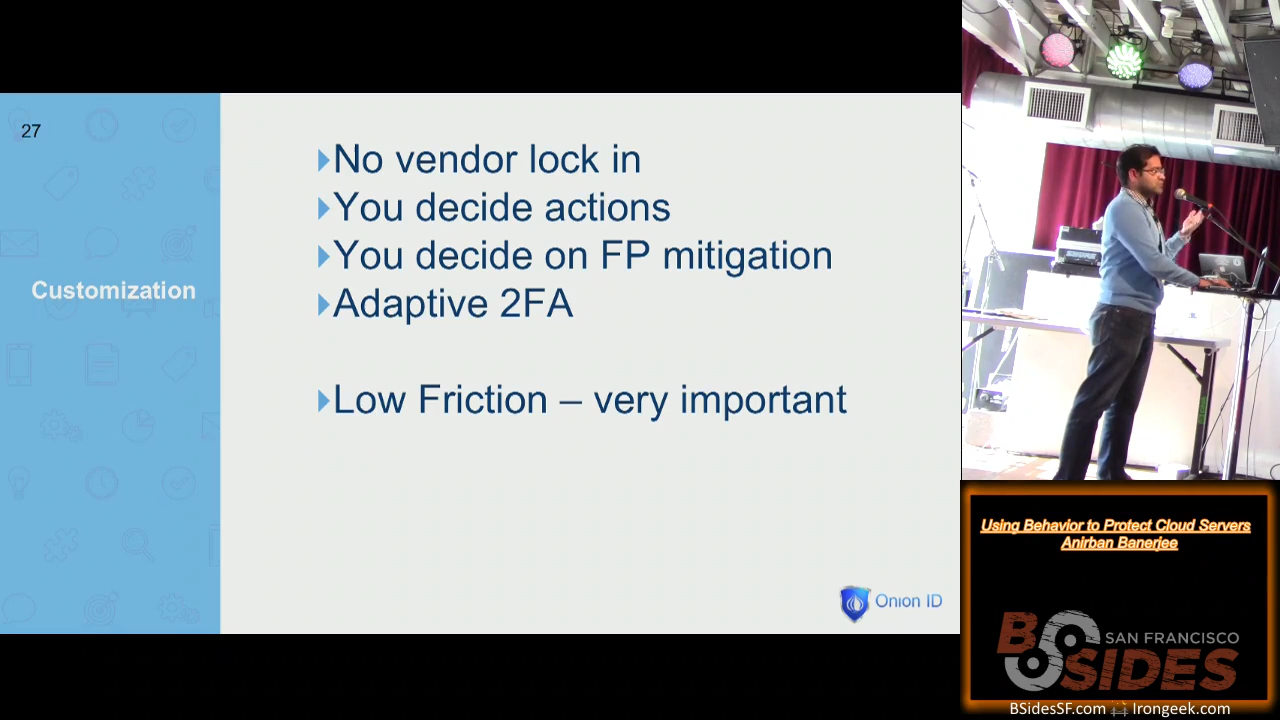 27
Customization
No vendor lock in
You decide actions
You decide on FP mitigation
Adaptive 2FA
Low Friction – very important
Onion ID
Using Behavior to Protect Cloud Servers
Anirban Banerjee
BSIDES
SAN FRANCISCO
BSidesSF.com Irongeek.com